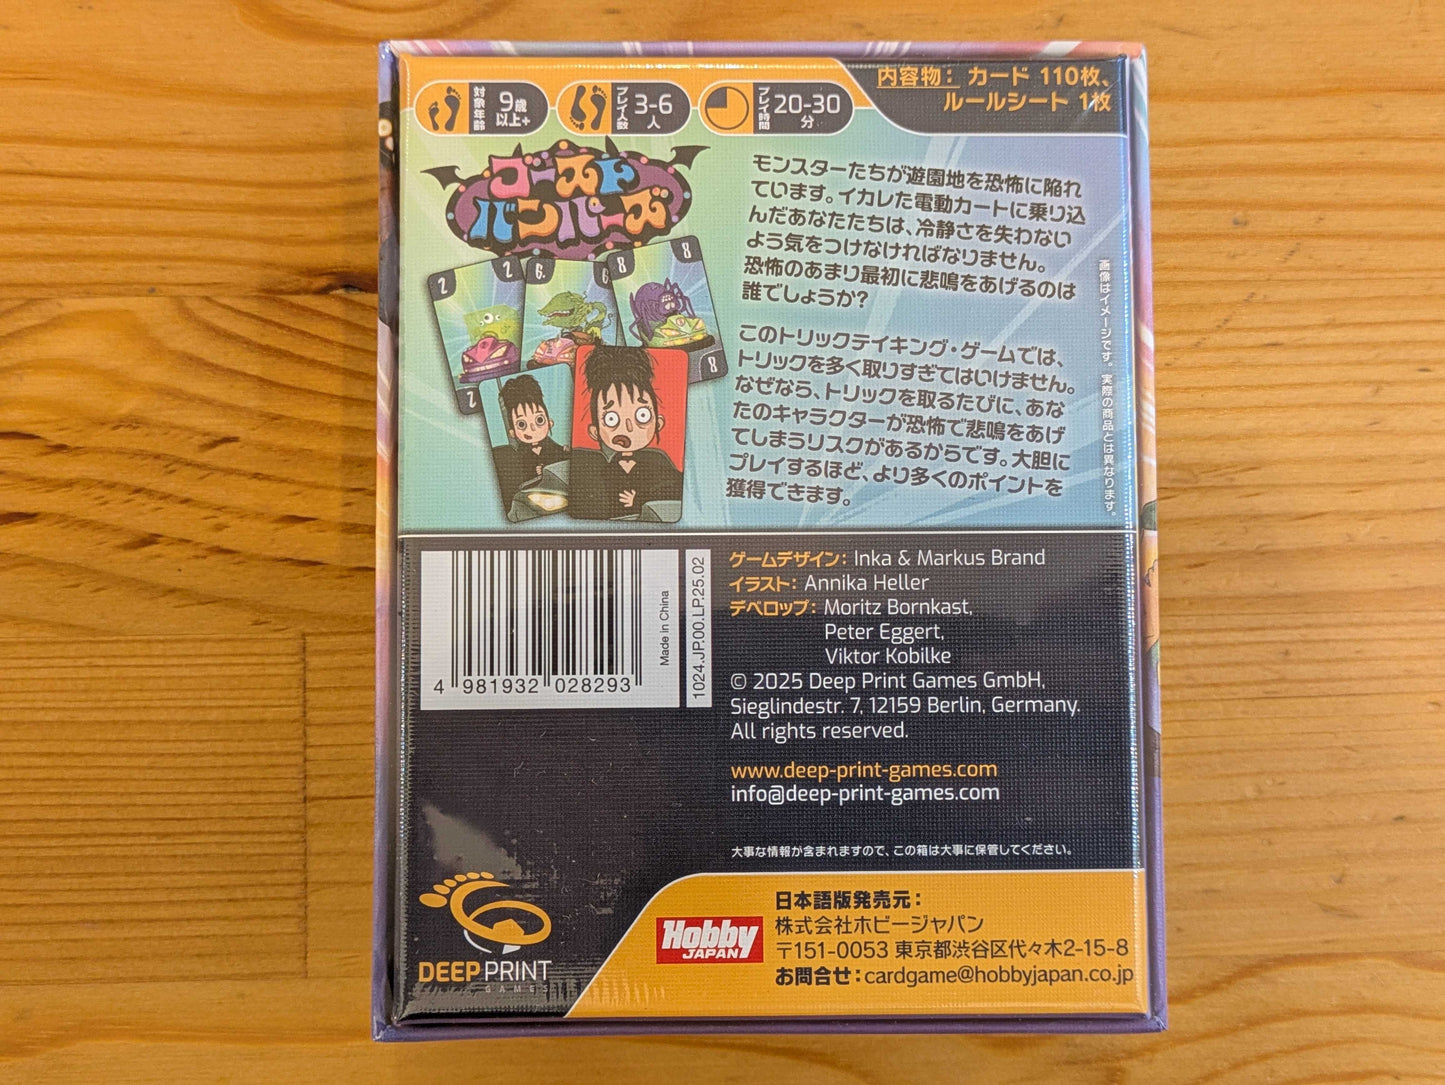 対象年齢
9歳
以上+
プレイ人数
3-6
人
プレイ時間
20-30
分
内容物： カード 110枚、
ルールシート 1枚
ゴースト
バンパーズ
モンスターたちが遊園地を恐怖に陥れ
ています。イカレた電動カートに乗り込
んだあなたたちは、冷静さを失わない
よう気をつけなければなりません。
恐怖のあまり最初に悲鳴をあげるのは
誰でしょうか？
2
2
6.
6
8
8
2
8
このトリックテイキング・ゲームでは、
トリックを多く取りすぎてはいけません。
なぜなら、トリックを取るたびに、あな
たのキャラクターが恐怖で悲鳴をあげ
てしまうリスクがあるからです。大胆に
プレイするほど、より多くのポイントを
獲得できます。
画像はイメージです。実際の商品とは異なります。
4 981932 028293
Made in China
1024.JP.00.LP.25.02
ゲームデザイン： Inka & Markus Brand
イラスト： Annika Heller
デベロップ： Moritz Bornkast,
Peter Eggert,
Viktor Kobilke
© 2025 Deep Print Games GmbH,
Sieglindestr. 7, 12159 Berlin, Germany.
All rights reserved.
www.deep-print-games.com
info@deep-print-games.com
大事な情報が含まれますので、この箱は大事に保管してください。
DEEP PRINT
GAMES
Hobby
JAPAN
日本語版発売元：
株式会社ホビージャパン
〒151-0053 東京都渋谷区代々木2-15-8
お問合せ：cardgame@hobbyjapan.co.jp